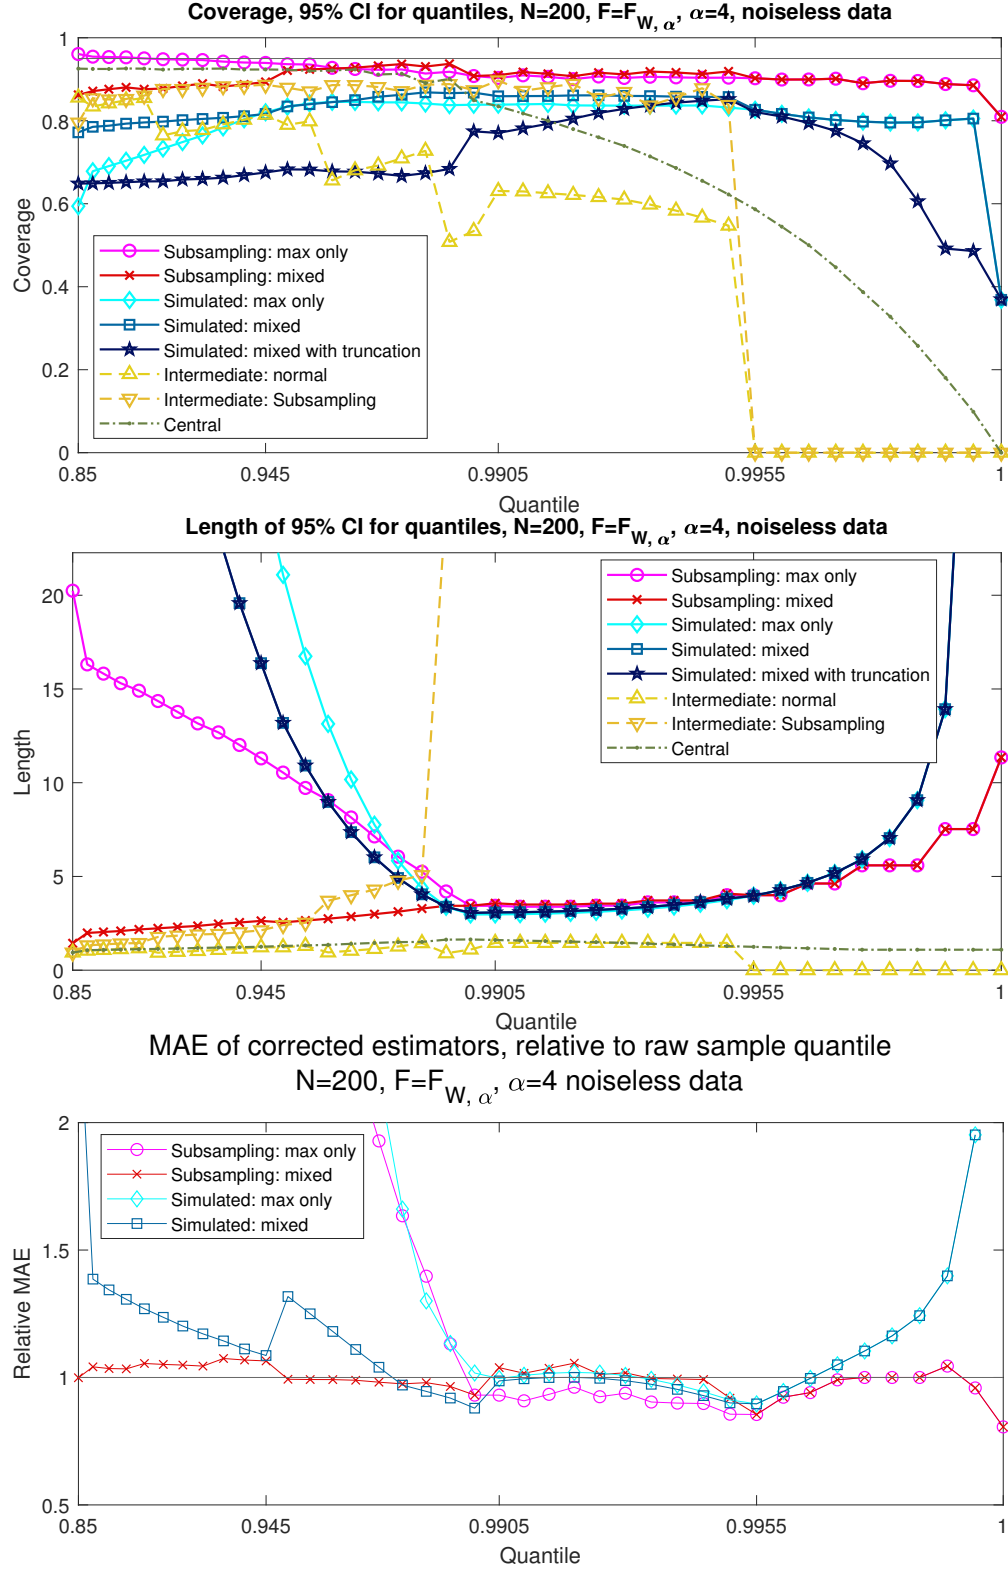 Coverage, 95% CI for quantiles, N=200, F=F_{W, α}, α=4, noiseless data
1
0.8
0.6
0.4
0.2
0
Coverage
Subsampling: max only
Subsampling: mixed
Simulated: max only
Simulated: mixed
Simulated: mixed with truncation
Intermediate: normal
Intermediate: Subsampling
Central
0.85 0.945 0.9905 0.9955 1
Quantile
Length of 95% CI for quantiles, N=200, F=F_{W, α}, α=4, noiseless data
20
15
10
5
0
Length
Subsampling: max only
Subsampling: mixed
Simulated: max only
Simulated: mixed
Simulated: mixed with truncation
Intermediate: normal
Intermediate: Subsampling
Central
0.85 0.945 0.9905 0.9955 1
Quantile
MAE of corrected estimators, relative to raw sample quantile
N=200, F=F_{W, α}, α=4 noiseless data
2
1.5
1
0.5
Relative MAE
Subsampling: max only
Subsampling: mixed
Simulated: max only
Simulated: mixed
0.85 0.945 0.9905 0.9955 1
Quantile